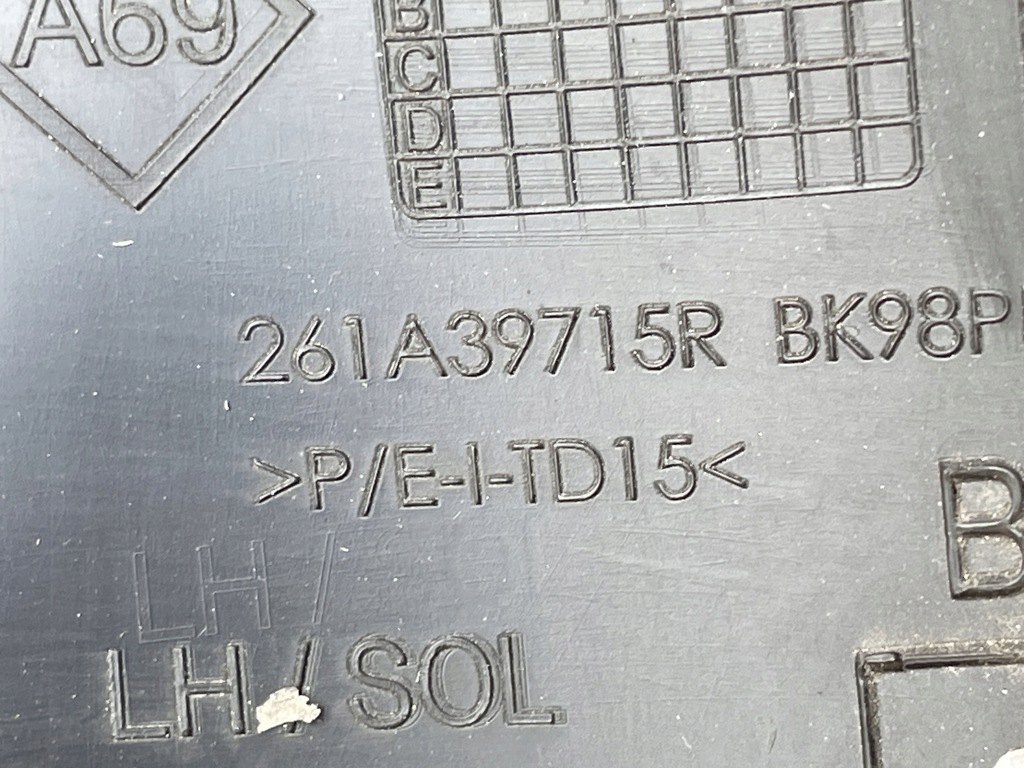 A69
B
C
D
E
261A39715R BK98P
>P/E-I-TD15<
B
LH /
LH / SOL